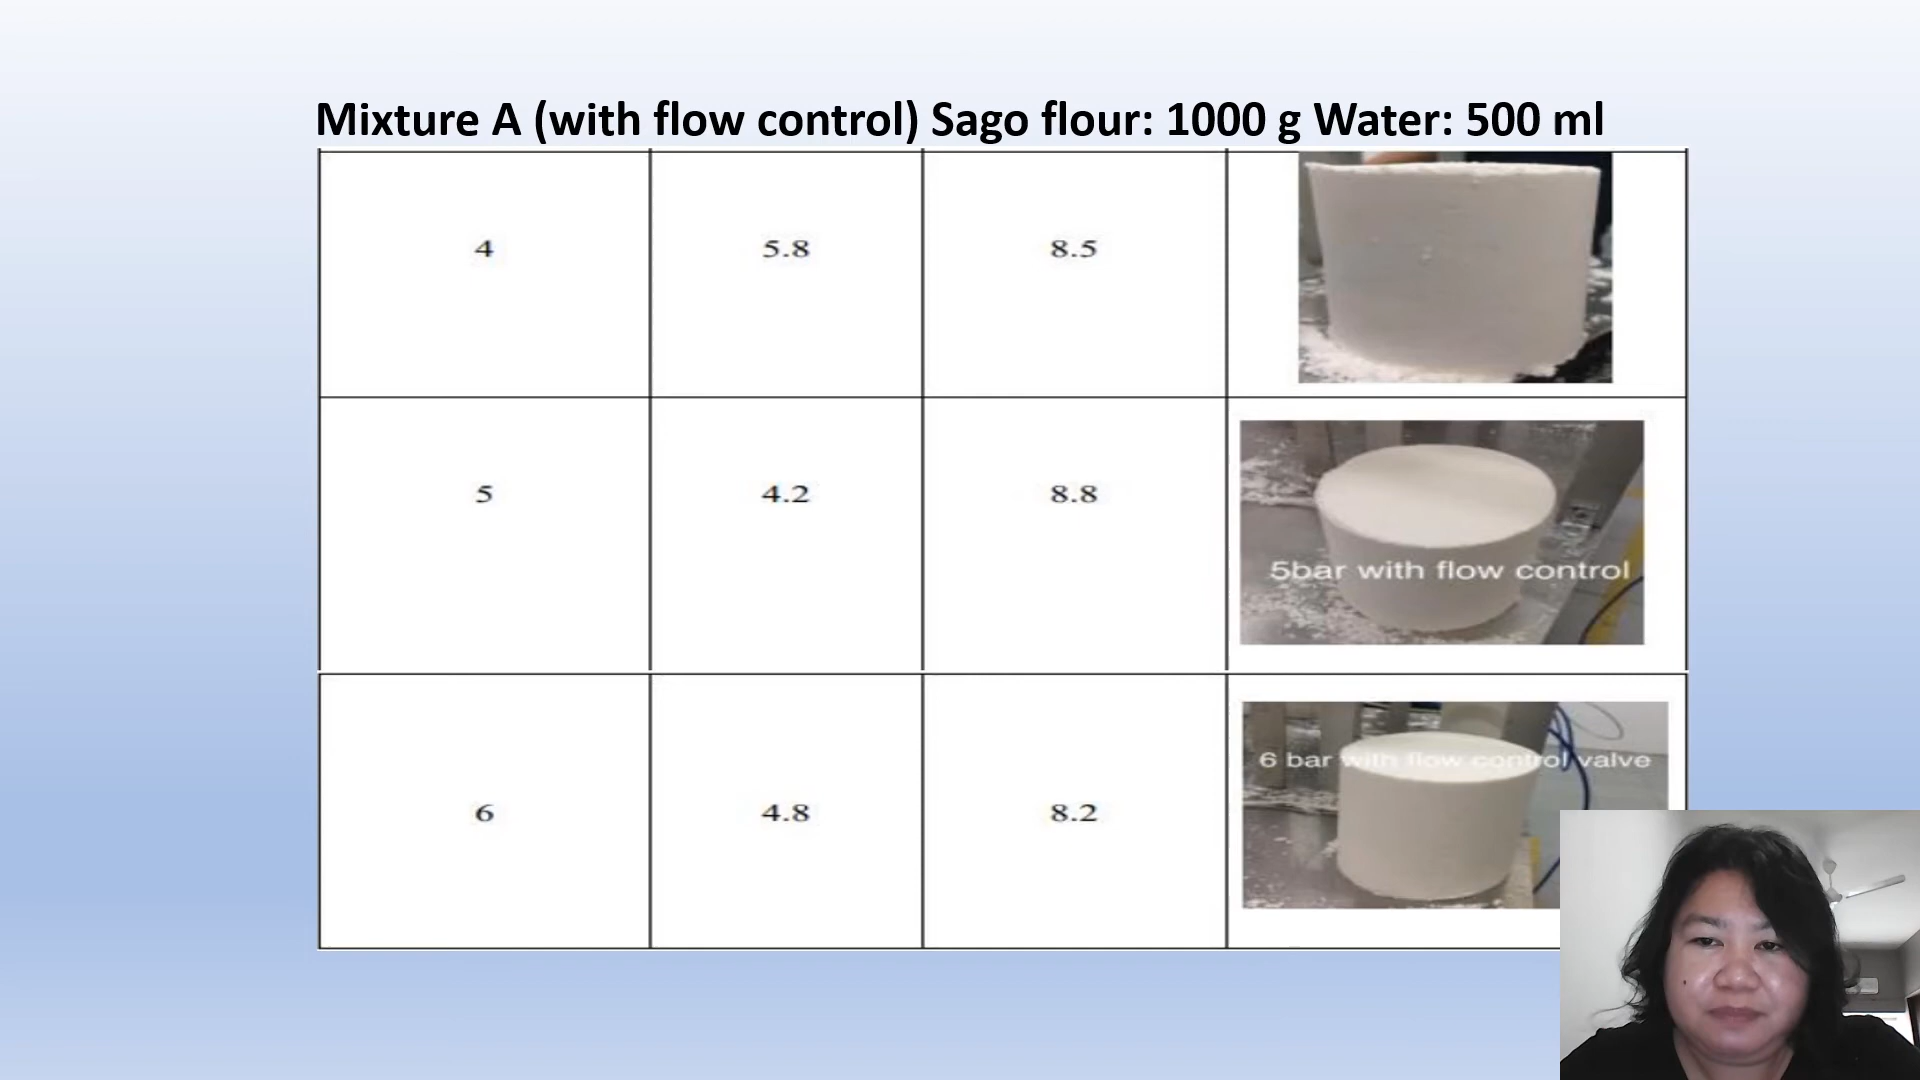 Mixture A (with flow control) Sago flour: 1000 g Water: 500 ml
4 5.8 8.5
5 4.2 8.8
5bar with flow control
6 4.8 8.2
6 bar with flow control valve